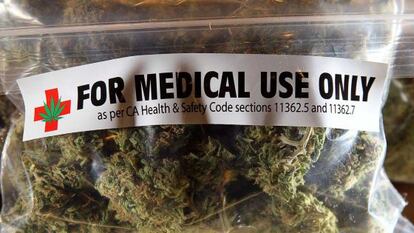 FOR MEDICAL USE ONLY
as per CA Health & Safety Code sections 11362.5 and 11362.7